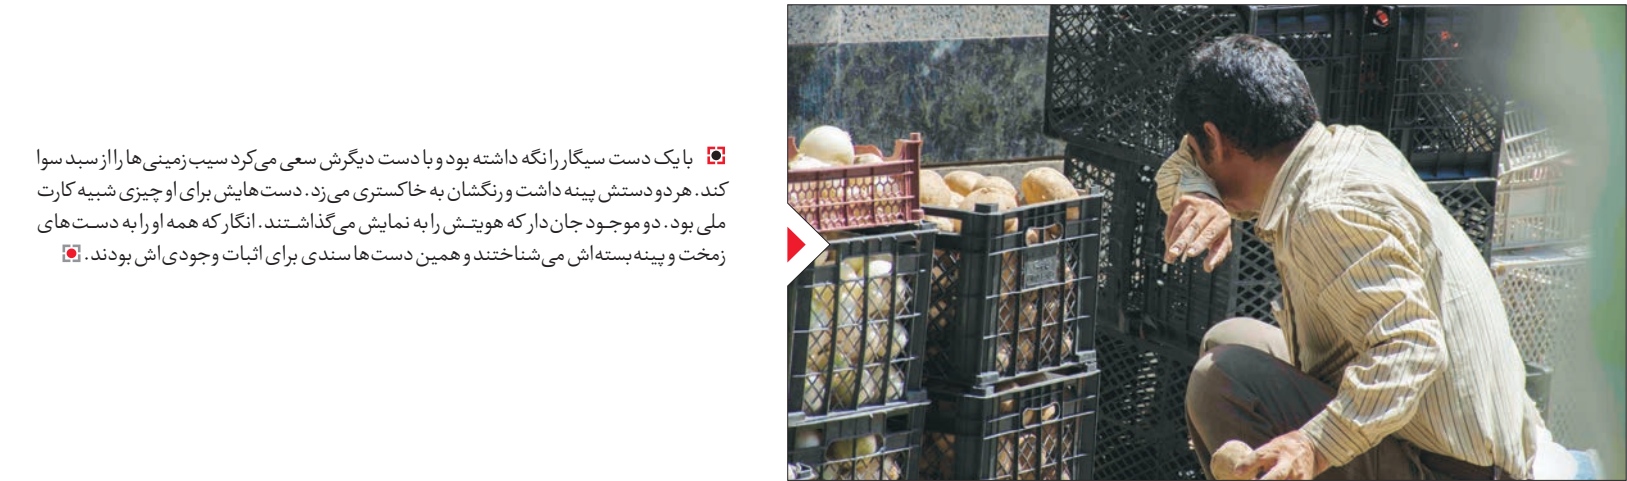 با یک دست سیگار را نگه داشته بود و با دست دیگرش سعی می‌کرد سیب‌زمینی‌ها را از سبد سوا
کند. هر دو دستش پینه داشت و رنگشان به خاکستری می‌زد. دست‌هایش برای او چیزی شبیه کارت
ملی بود. دو موجود جان‌دار که هویتش را به نمایش می‌گذاشتند. انگار که همه او را به دست‌های
زمخت و پینه‌بسته‌اش می‌شناختند و همین دست‌ها سندی برای اثبات وجودی‌اش بودند.